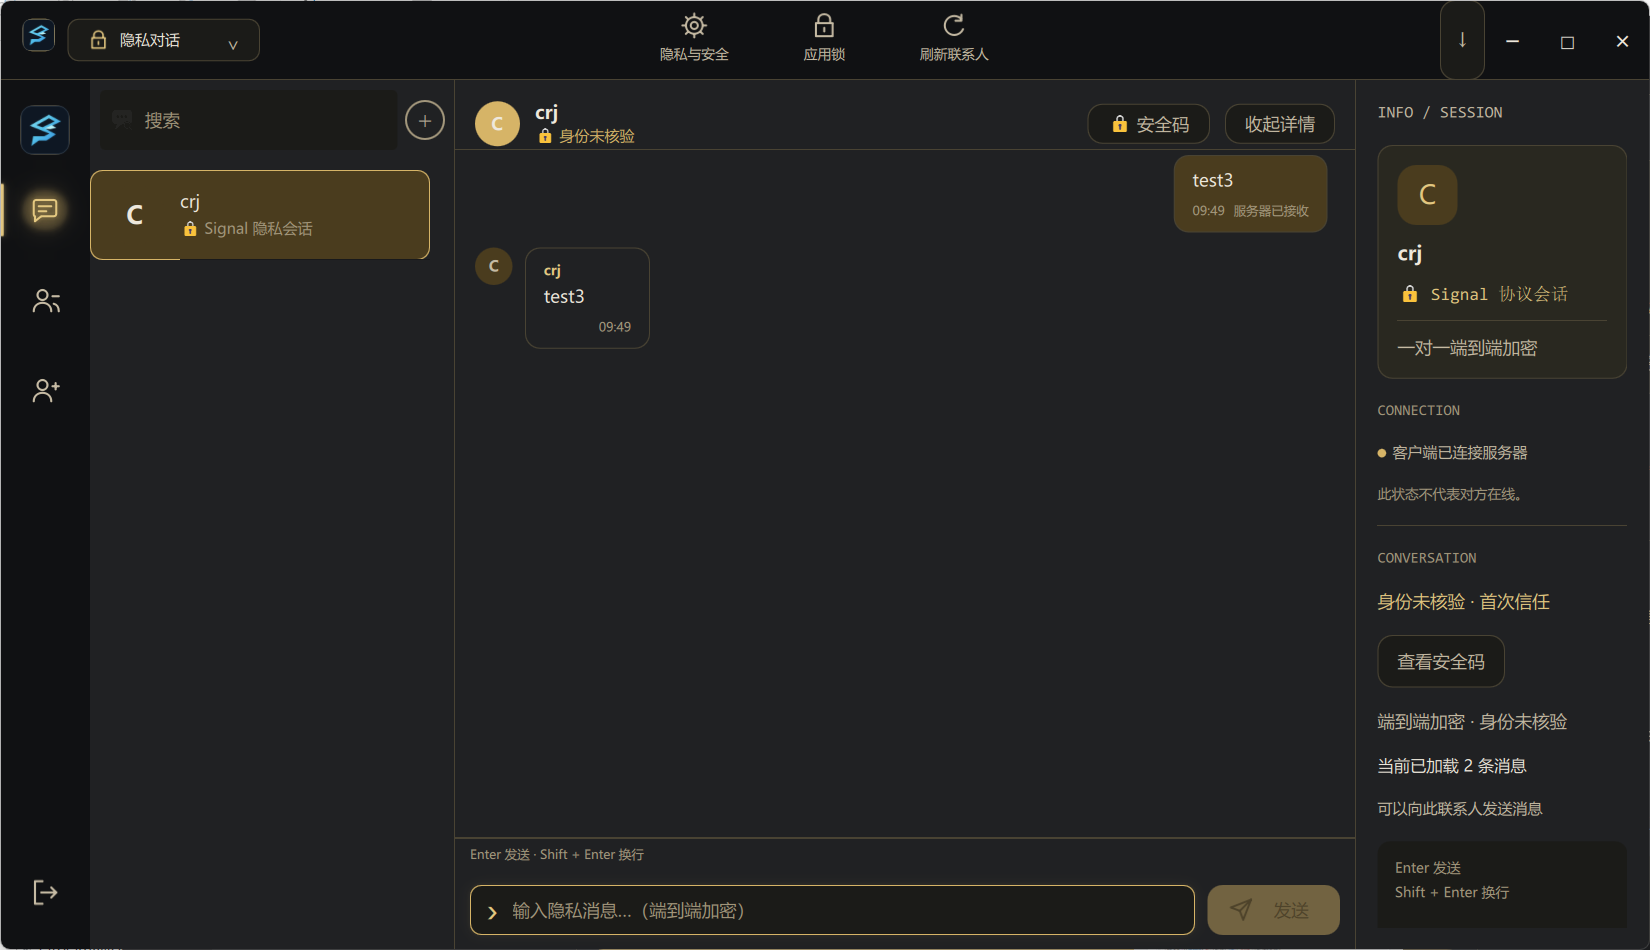 隐私对话
隐私与安全
应用锁
刷新联系人
搜索
C
crj
Signal 隐私会话
C
crj
身份未核验
安全码
收起详情
test3
09:49 服务器已接收
C
crj
test3
09:49
Enter 发送 · Shift + Enter 换行
输入隐私消息...（端到端加密）
发送
INFO / SESSION
C
crj
Signal 协议会话
一对一端到端加密
CONNECTION
客户端已连接服务器
此状态不代表对方在线。
CONVERSATION
身份未核验 · 首次信任
查看安全码
端到端加密 · 身份未核验
当前已加载 2 条消息
可以向此联系人发送消息
Enter 发送
Shift + Enter 换行